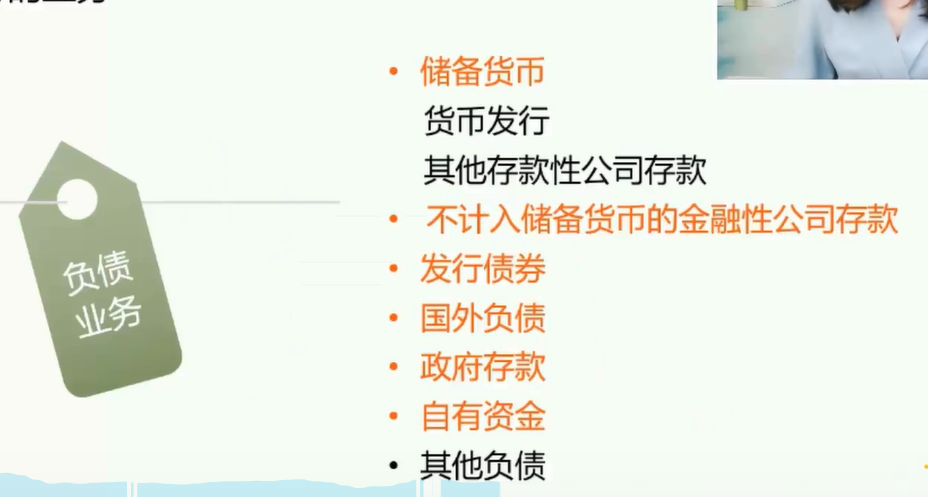 储备货币
货币发行
其他存款性公司存款
不计入储备货币的金融性公司存款
发行债券
国外负债
政府存款
自有资金
其他负债
负债
业务